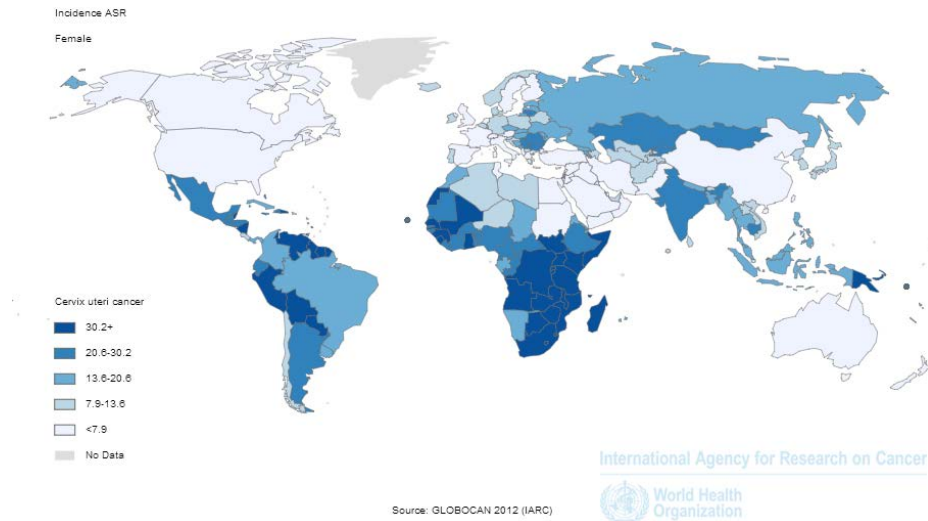 Incidence ASR
Female
Cervix uteri cancer
30.2+
20.6-30.2
13.6-20.6
7.9-13.6
<7.9
No Data
International Agency for Research on Cancer
World Health
Organization
Source: GLOBOCAN 2012 (IARC)